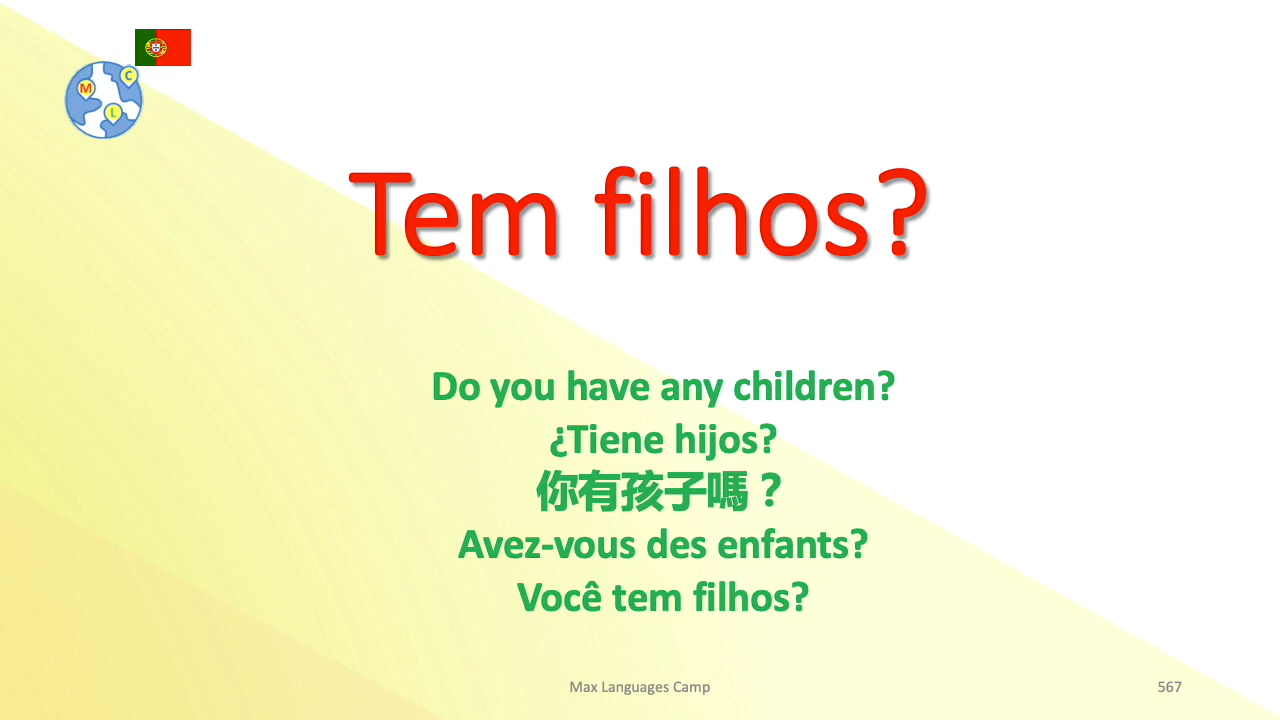 C
M
L
Tem filhos?
Do you have any children?
¿Tiene hijos?
你有孩子嗎？
Avez-vous des enfants?
Você tem filhos?
Max Languages Camp
567